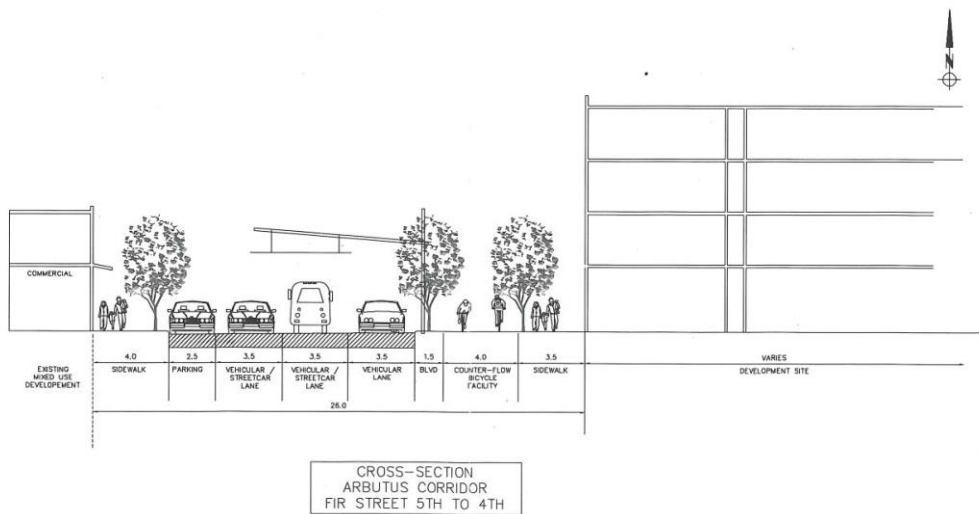 N
COMMERCIAL
4.0
2.5
3.5
3.5
3.5
1.5
4.0
3.5
VARIES
EXISTING
MIXED USE
DEVELOPEMENT
SIDEWALK
PARKING
VEHICULAR /
STREETCAR
LANE
VEHICULAR /
STREETCAR
LANE
VEHICULAR
LANE
BLVD
COUNTER-FLOW
BICYCLE
FACILITY
SIDEWALK
DEVELOPMENT SITE
26.0
CROSS-SECTION
ARBUTUS CORRIDOR
FIR STREET 5TH TO 4TH